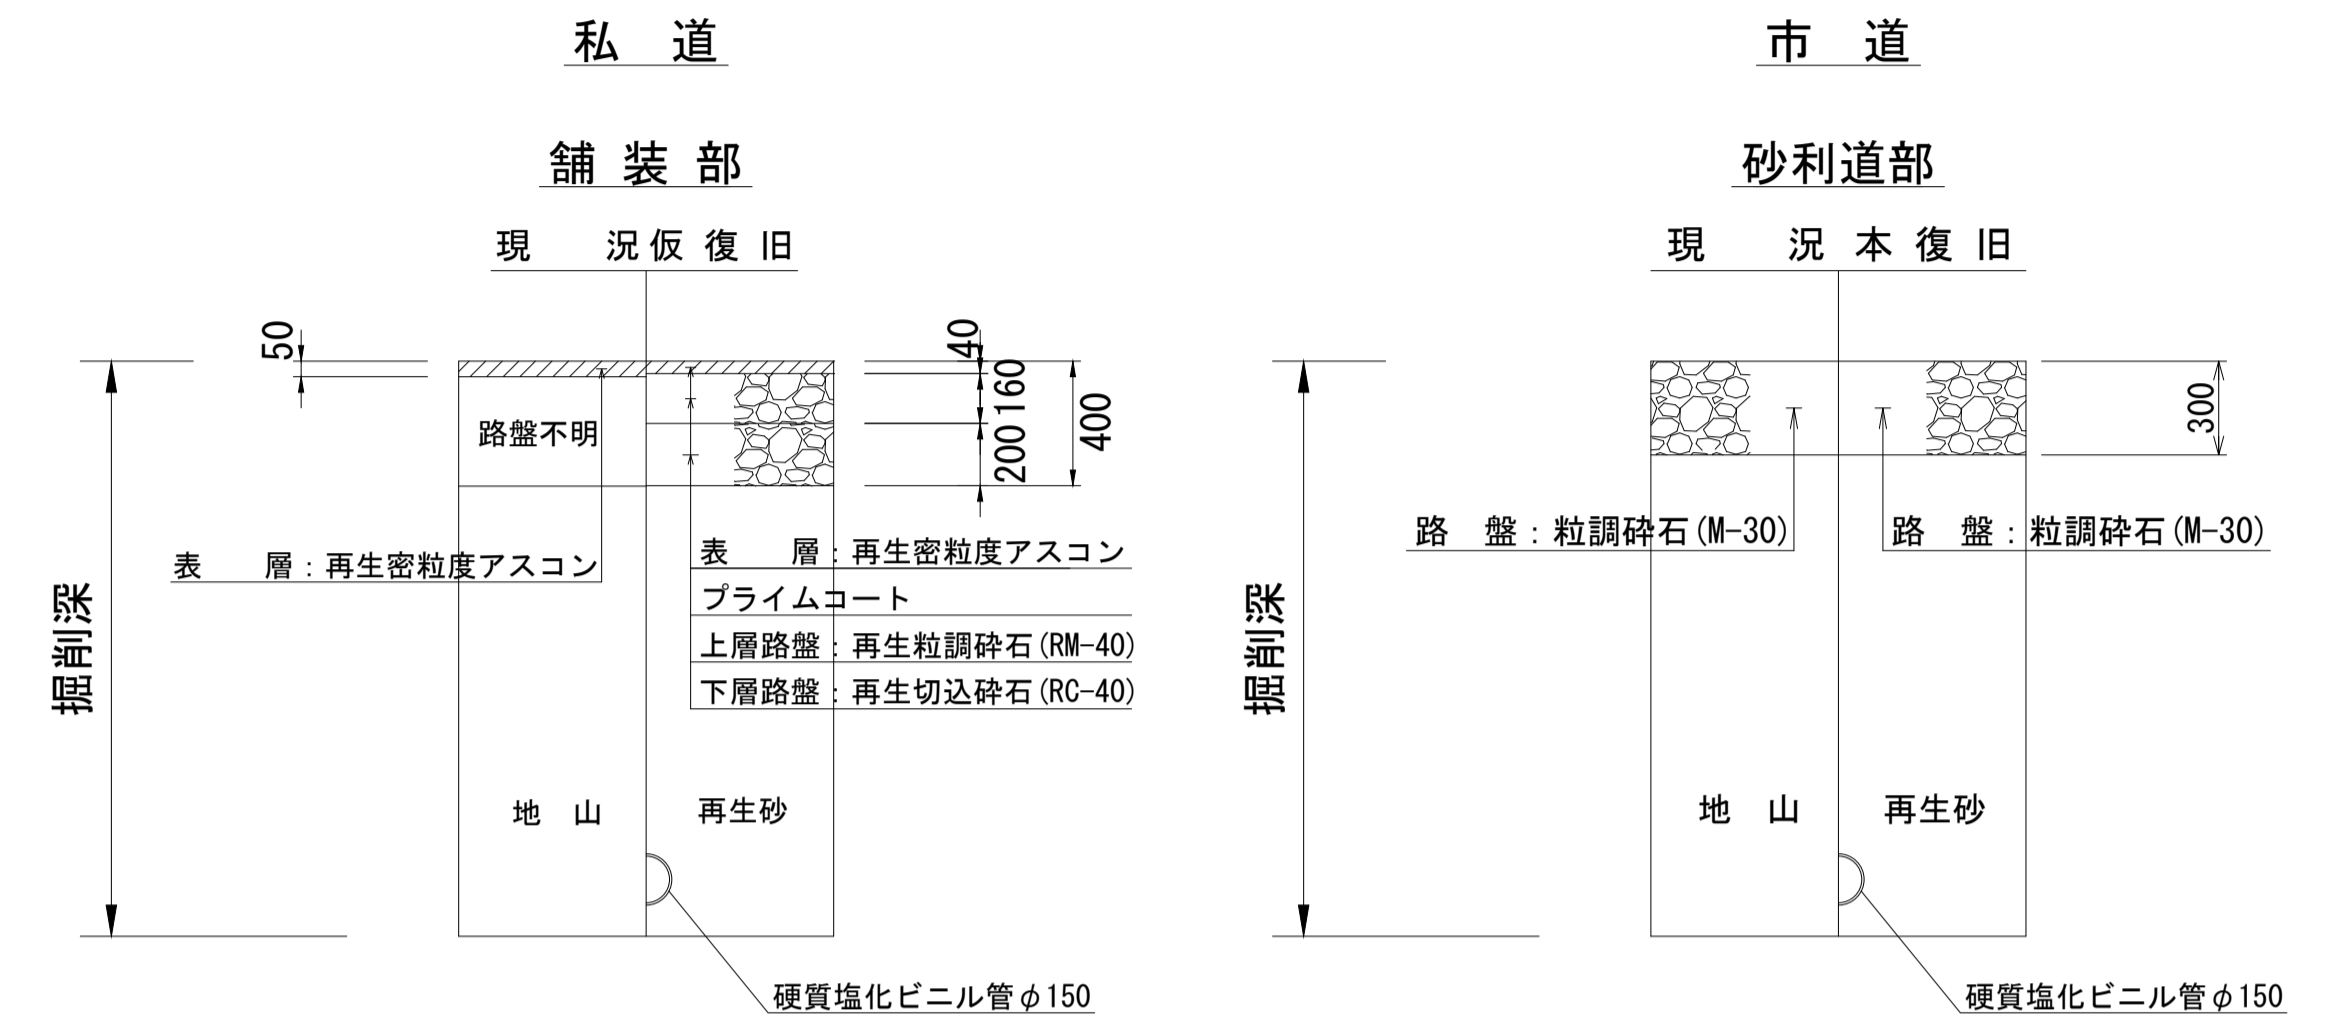 私　道
舗 装 部
現　況 仮 復 旧
50
40
160
200
400
路盤不明
表　層：再生密粒度アスコン
表　層：再生密粒度アスコン
プライムコート
上層路盤：再生粒調砕石(RM-40)
下層路盤：再生切込砕石(RC-40)
掘削深
地　山
再生砂
硬質塩化ビニル管φ150
市　道
砂利道部
現　況 本 復 旧
300
路　盤：粒調砕石(M-30)
路　盤：粒調砕石(M-30)
掘削深
地　山
再生砂
硬質塩化ビニル管φ150